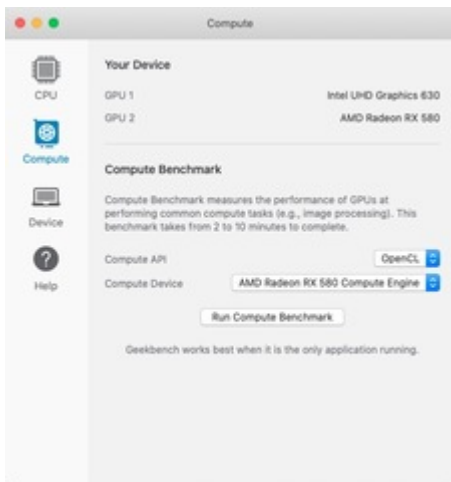 Compute
CPU
Compute
Device
Help
Your Device
GPU 1 Intel UHD Graphics 630
GPU 2 AMD Radeon RX 580
Compute Benchmark
Compute Benchmark measures the performance of GPUs at
performing common compute tasks (e.g., image processing). This
benchmark takes from 2 to 10 minutes to complete.
Compute API OpenCL
Compute Device AMD Radeon RX 580 Compute Engine
Run Compute Benchmark
Geekbench works best when it is the only application running.